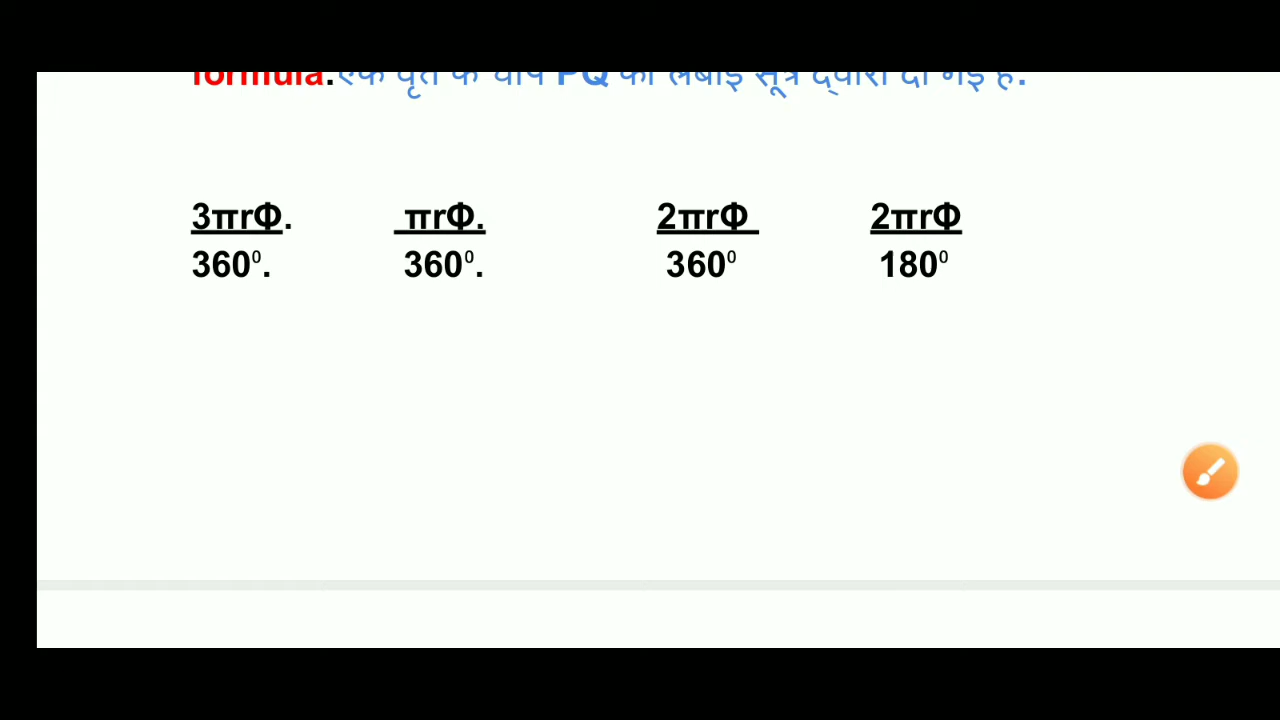 formula.एक वृत के चाप PQ की लंबाई सूत्र द्वारा दी गई है.
3πrΦ. πrΦ. 2πrΦ 2πrΦ
360⁰. 360⁰. 360⁰ 180⁰